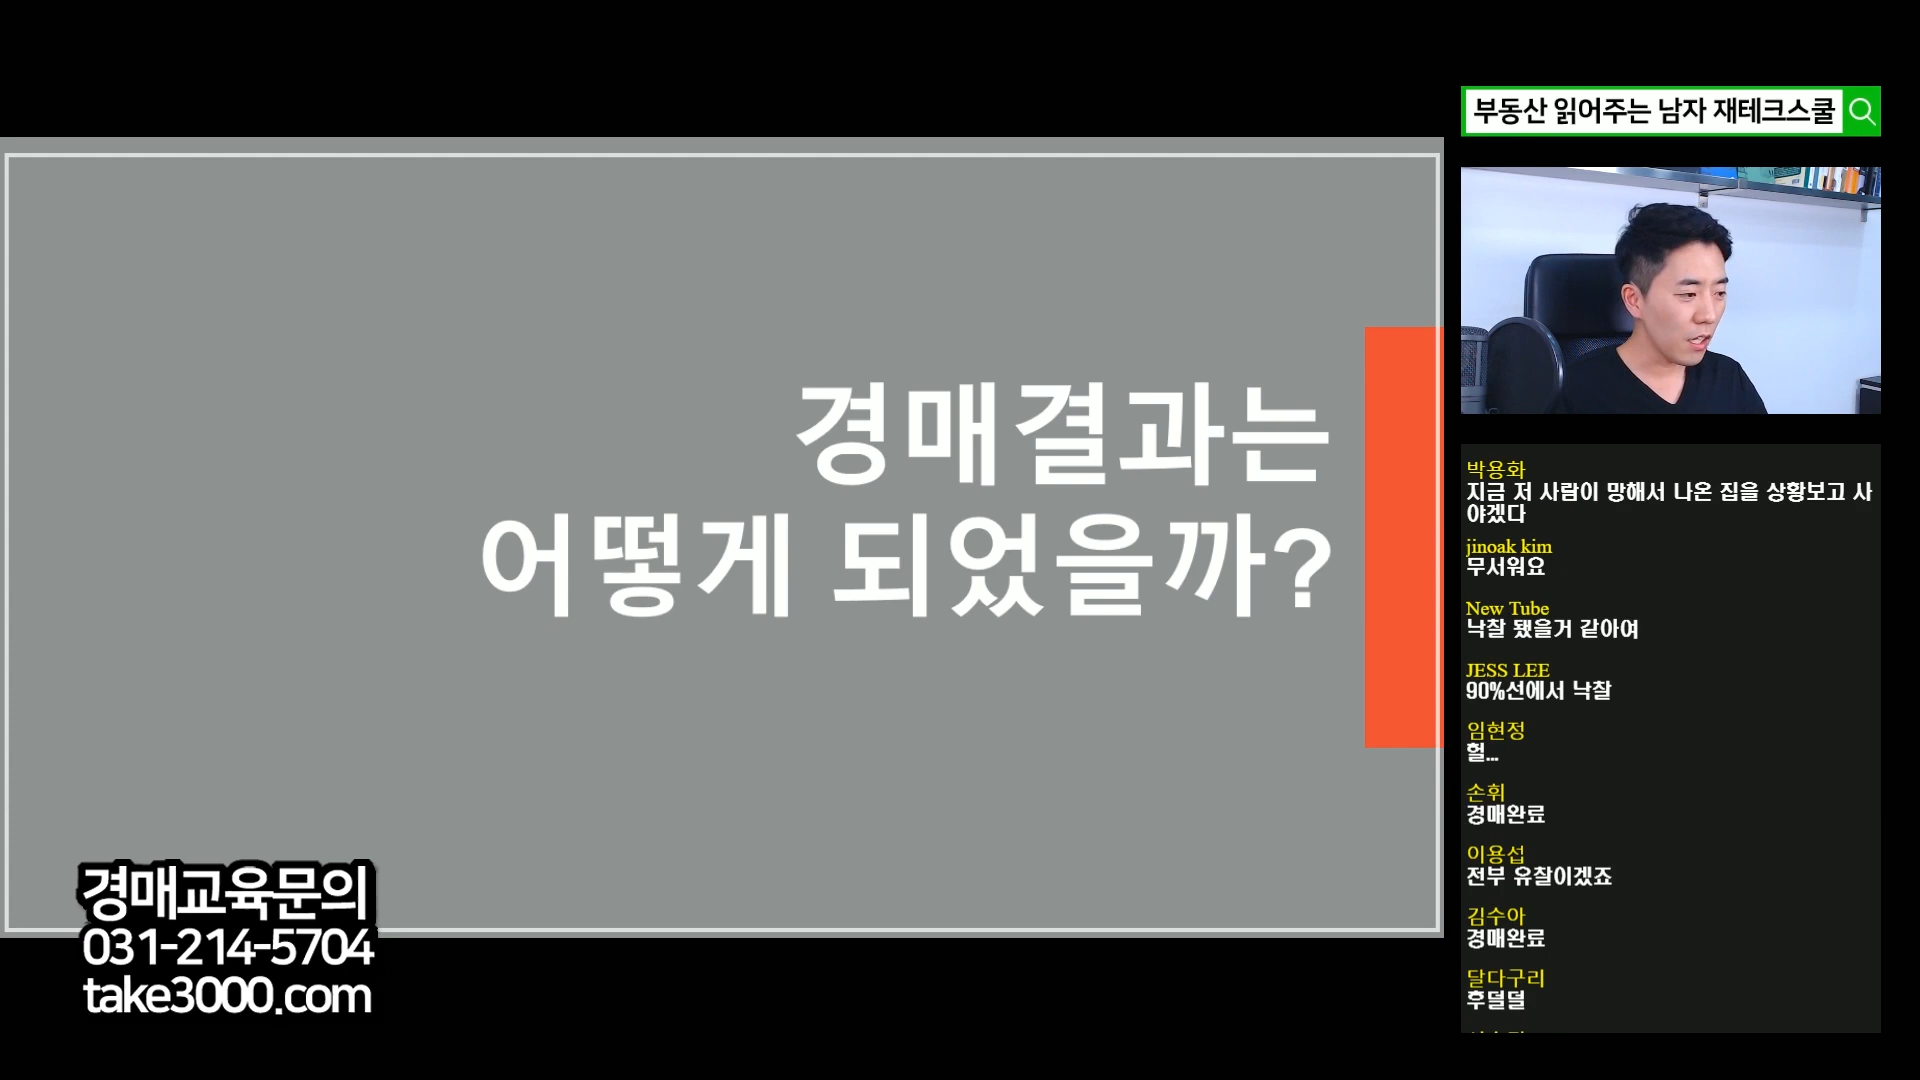 부동산 읽어주는 남자 재테크스쿨
경매결과는
어떻게 되었을까?
경매교육문의
031-214-5704
take3000.com
박용화
지금 저 사람이 망해서 나온 집을 상황보고 사
야겠다
jinoak kim
무서워요
New Tube
낙찰 됐을거 같아여
JESS LEE
90%선에서 낙찰
임현정
헐...
손휘
경매완료
이용섭
전부 유찰이겠죠
김수아
경매완료
달다구리
후덜덜